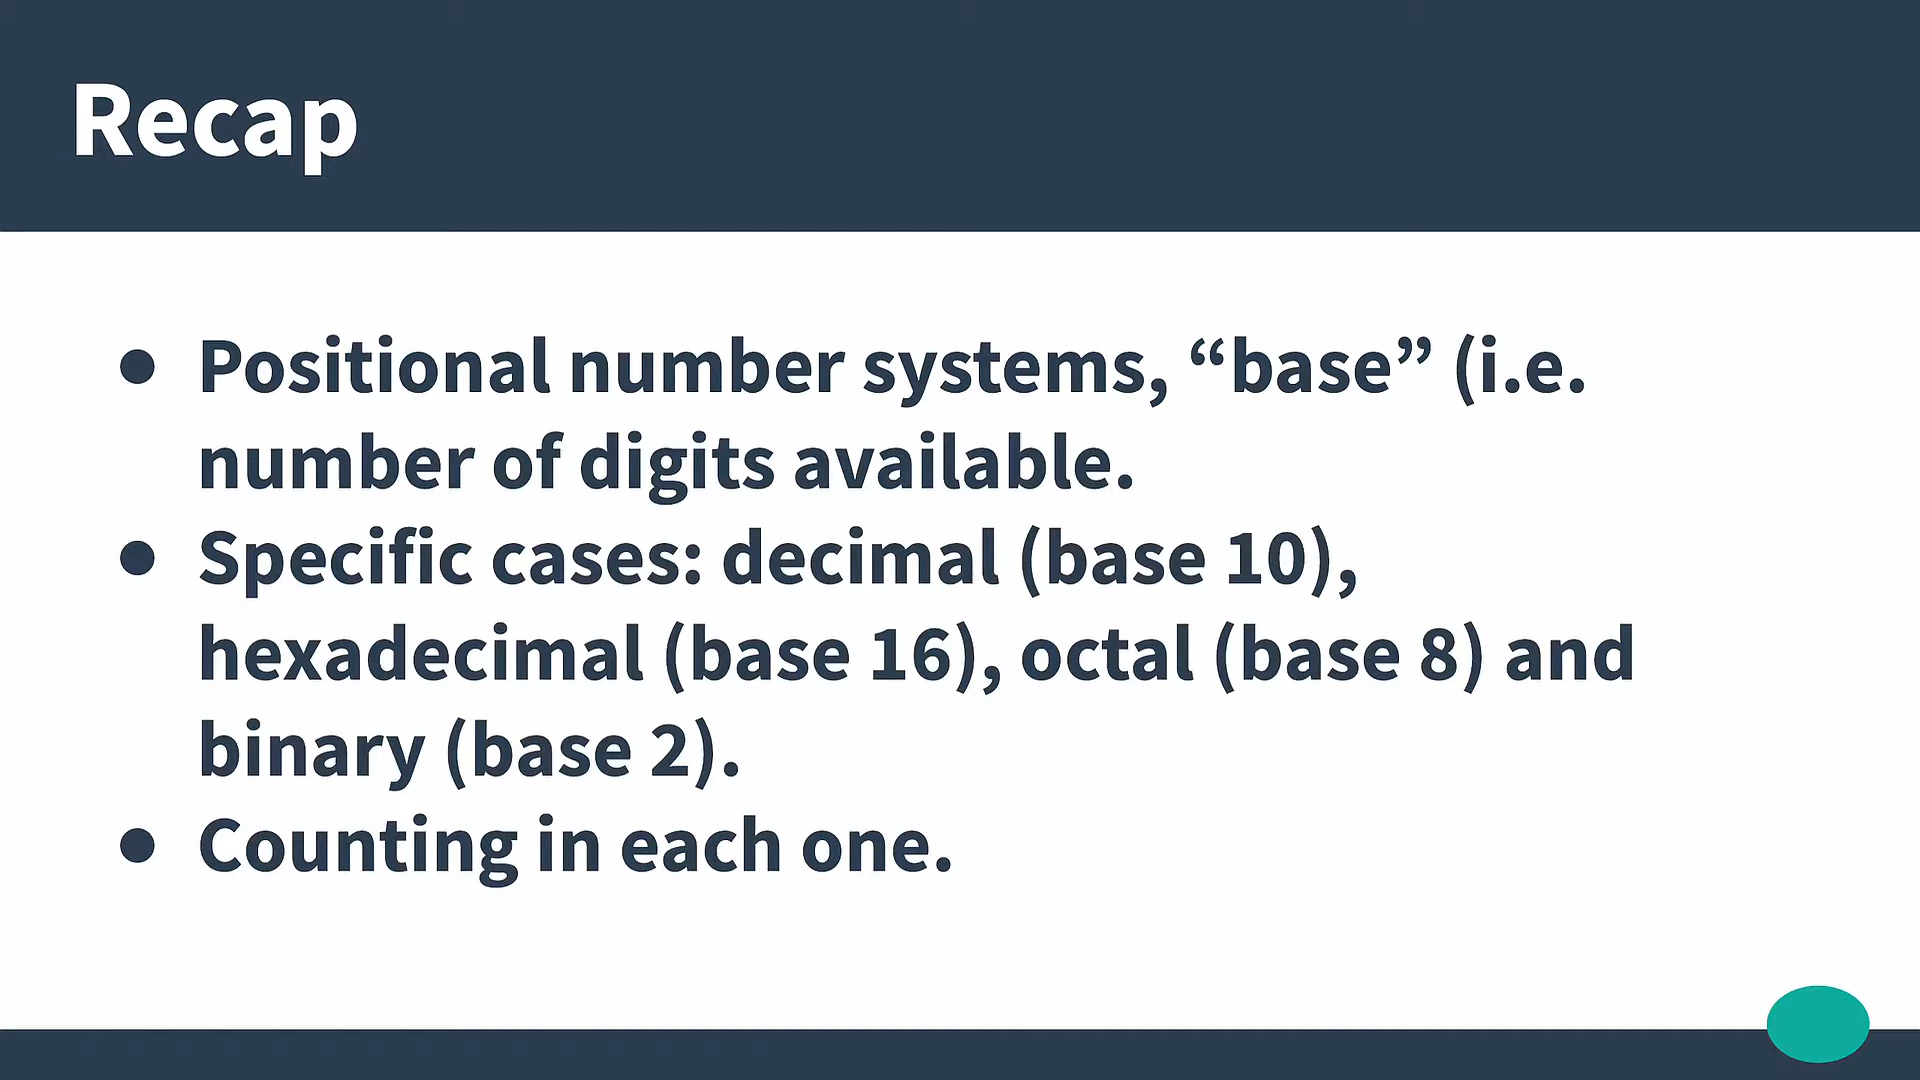 Recap
● Positional number systems, “base” (i.e.
number of digits available.
● Specific cases: decimal (base 10),
hexadecimal (base 16), octal (base 8) and
binary (base 2).
● Counting in each one.